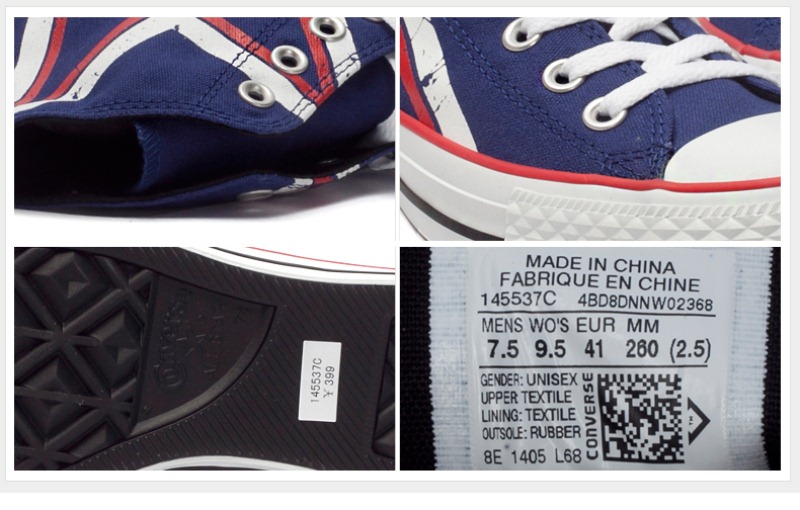 145537C
¥ 399
MADE IN CHINA
FABRIQUE EN CHINE
145537C 4BD8DNNW02368
MENS WO'S EUR MM
7.5 9.5 41 260 (2.5)
GENDER: UNISEX
UPPER TEXTILE
LINING: TEXTILE
OUTSOLE: RUBBER
CONVERSE
8E 1405 L68